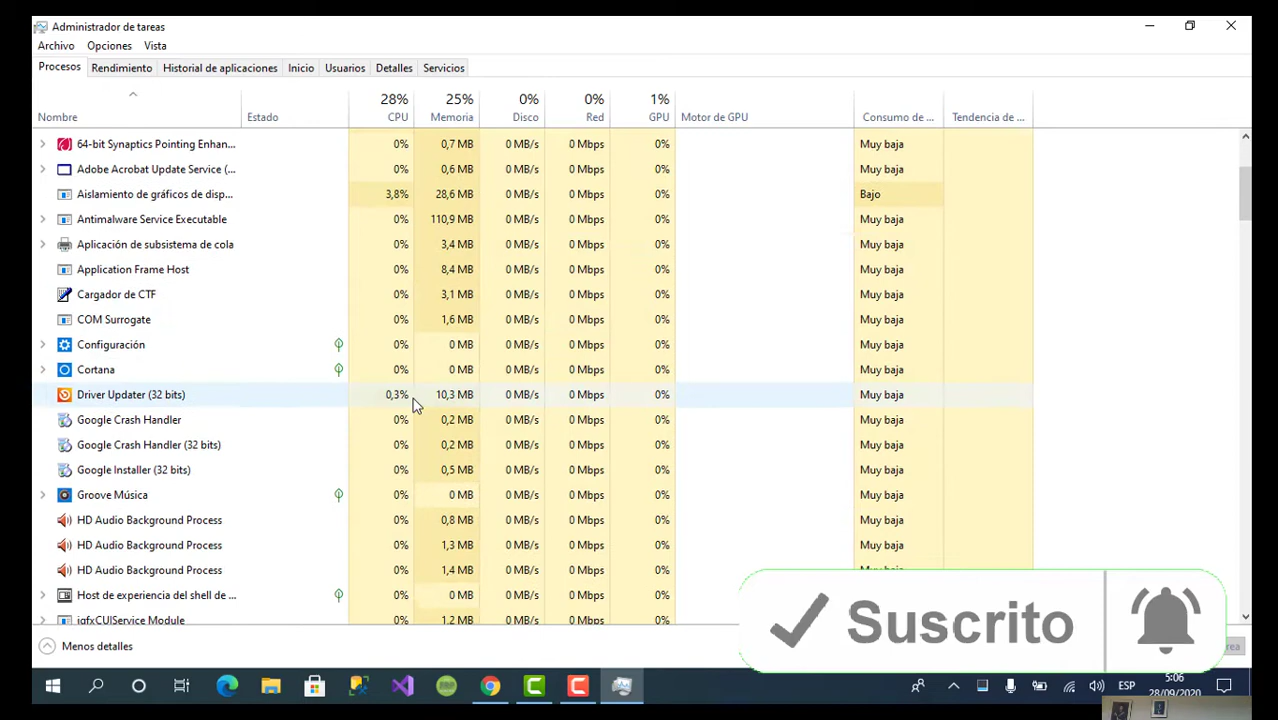 Administrador de tareas
Archivo Opciones Vista
Procesos Rendimiento Historial de aplicaciones Inicio Usuarios Detalles Servicios
28% 25% 0% 0% 1%
Nombre Estado CPU Memoria Disco Red GPU Motor de GPU Consumo de ... Tendencia de ...
64-bit Synaptics Pointing Enhan... 0% 0,7 MB 0 MB/s 0 Mbps 0% Muy baja
Adobe Acrobat Update Service (... 0% 0,6 MB 0 MB/s 0 Mbps 0% Muy baja
Aislamiento de gráficos de disp... 3,8% 28,6 MB 0 MB/s 0 Mbps 0% Bajo
Antimalware Service Executable 0% 110,9 MB 0 MB/s 0 Mbps 0% Muy baja
Aplicación de subsistema de cola 0% 3,4 MB 0 MB/s 0 Mbps 0% Muy baja
Application Frame Host 0% 8,4 MB 0 MB/s 0 Mbps 0% Muy baja
Cargador de CTF 0% 3,1 MB 0 MB/s 0 Mbps 0% Muy baja
COM Surrogate 0% 1,6 MB 0 MB/s 0 Mbps 0% Muy baja
Configuración 0% 0 MB 0 MB/s 0 Mbps 0% Muy baja
Cortana 0% 0 MB 0 MB/s 0 Mbps 0% Muy baja
Driver Updater (32 bits) 0,3% 10,3 MB 0 MB/s 0 Mbps 0% Muy baja
Google Crash Handler 0% 0,2 MB 0 MB/s 0 Mbps 0% Muy baja
Google Crash Handler (32 bits) 0% 0,2 MB 0 MB/s 0 Mbps 0% Muy baja
Google Installer (32 bits) 0% 0,5 MB 0 MB/s 0 Mbps 0% Muy baja
Groove Música 0% 0 MB 0 MB/s 0 Mbps 0% Muy baja
HD Audio Background Process 0% 0,8 MB 0 MB/s 0 Mbps 0% Muy baja
HD Audio Background Process 0% 1,3 MB 0 MB/s 0 Mbps 0% Muy baja
HD Audio Background Process 0% 1,4 MB 0 MB/s 0 Mbps 0% Muy baja
Host de experiencia del shell de ... 0% 0 MB 0 MB/s 0 Mbps 0%
igfxCUIService Module 0% 1,2 MB 0 MB/s 0 Mbps 0%
Suscrito
Menos detalles
ESP
5:06
28/09/2020